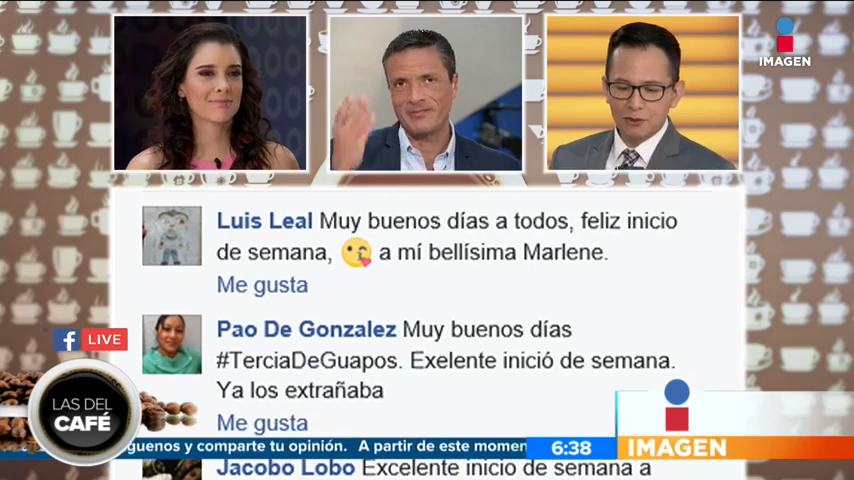 IMAGEN
Luis Leal Muy buenos días a todos, feliz inicio
de semana, 😘 a mí bellísima Marlene.
Me gusta
Pao De Gonzalez Muy buenos días
#TerciaDeGuapos. Exelente inició de semana.
Ya los extrañaba
Me gusta
Jacobo Lobo Excelente inicio de semana a
f LIVE
LAS DEL
CAFÉ
guenos y comparte tu opinión. A partir de este momen
6:38
IMAGEN